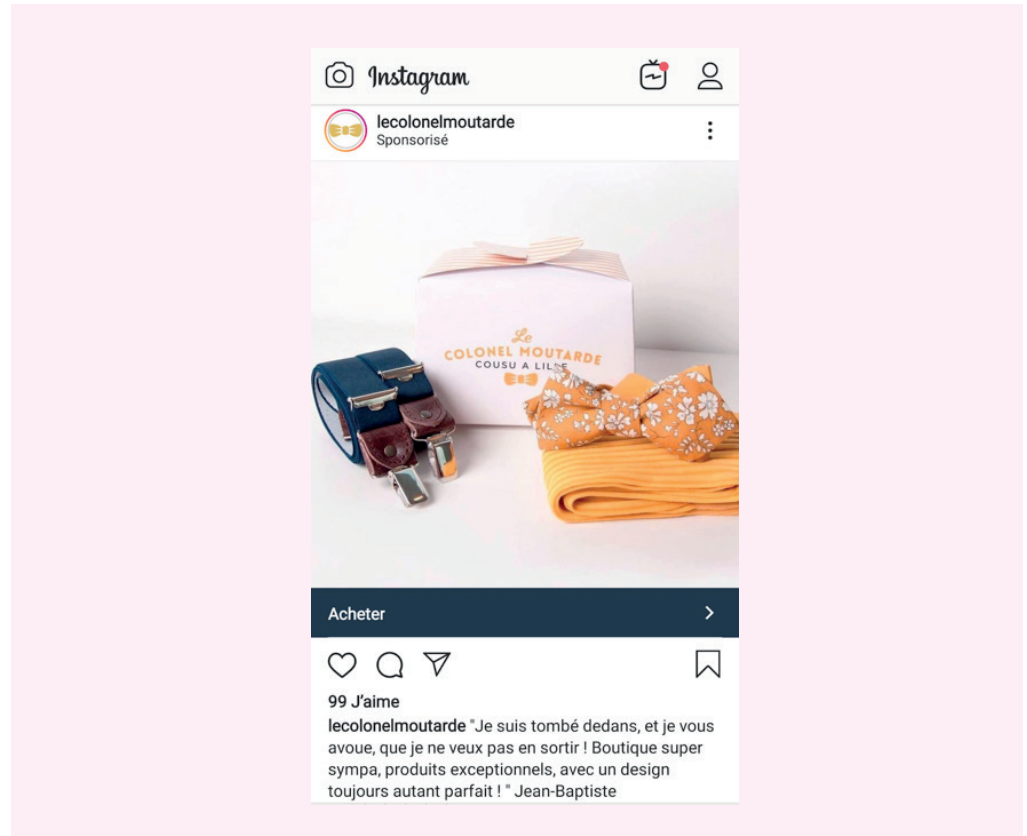 Instagram
lecolonelmoutarde
Sponsorisé
Le
COLONEL MOUTARDE
COUSU A LILLE
Acheter
99 J'aime
lecolonelmoutarde "Je suis tombé dedans, et je vous
avoue, que je ne veux pas en sortir ! Boutique super
sympa, produits exceptionnels, avec un design
toujours autant parfait ! " Jean-Baptiste